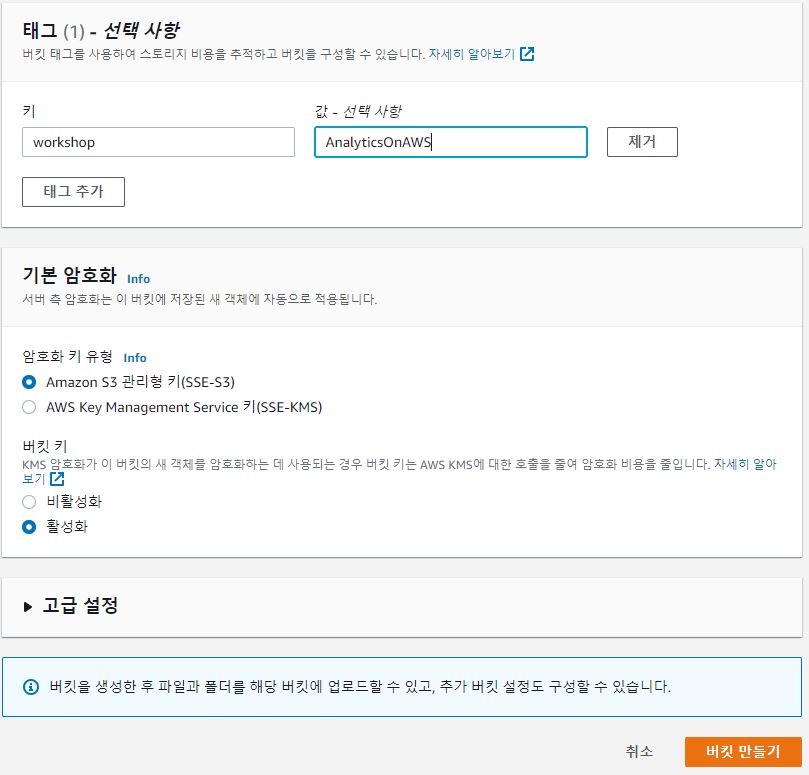 태그 (1) - 선택 사항
버킷 태그를 사용하여 스토리지 비용을 추적하고 버킷을 구성할 수 있습니다. 자세히 알아보기
키 값 - 선택 사항
workshop AnalyticsOnAWS 제거
태그 추가
기본 암호화 Info
서버 측 암호화는 이 버킷에 저장된 새 객체에 자동으로 적용됩니다.
암호화 키 유형 Info
Amazon S3 관리형 키(SSE-S3)
AWS Key Management Service 키(SSE-KMS)
버킷 키
KMS 암호화가 이 버킷의 새 객체를 암호화하는 데 사용되는 경우 버킷 키는 AWS KMS에 대한 호출을 줄여 암호화 비용을 줄입니다. 자세히 알아
보기
비활성화
활성화
고급 설정
버킷을 생성한 후 파일과 폴더를 해당 버킷에 업로드할 수 있고, 추가 버킷 설정도 구성할 수 있습니다.
취소 버킷 만들기